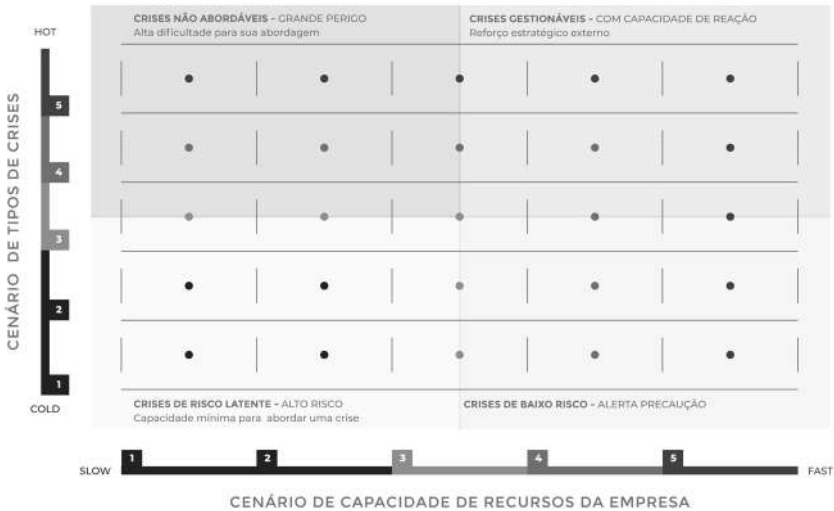 CRISES NÃO ABORDÁVEIS – GRANDE PERIGO
Alta dificuldade para sua abordagem
CRISES GESTIONÁVEIS – COM CAPACIDADE DE REAÇÃO
Reforço estratégico externo
HOT
5
4
3
2
1
COLD
CENÁRIO DE TIPOS DE CRISES
CRISES DE RISCO LATENTE – ALTO RISCO
Capacidade mínima para abordar uma crise
CRISES DE BAIXO RISCO – ALERTA PRECAUÇÃO
SLOW
1
2
3
4
5
FAST
CENÁRIO DE CAPACIDADE DE RECURSOS DA EMPRESA